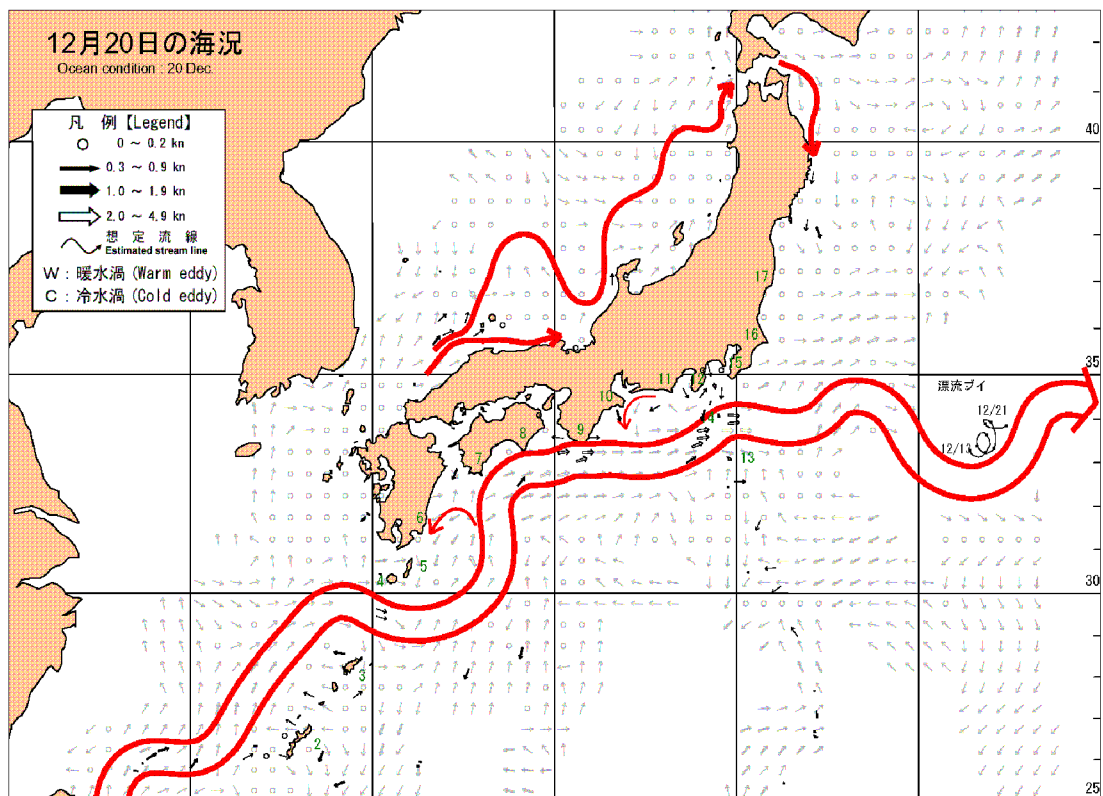 12月20日の海況
Ocean condition : 20 Dec.
凡 例【Legend】
0 ～ 0.2 kn
0.3 ～ 0.9 kn
1.0 ～ 1.9 kn
2.0 ～ 4.9 kn
想 定 流 線
Estimated stream line
W：暖水渦 (Warm eddy)
C：冷水渦 (Cold eddy)
40
17
16
35
15
11
漂流ブイ
10
12/21
14
9
8
12/13
13
7
6
5
4
30
3
2
25